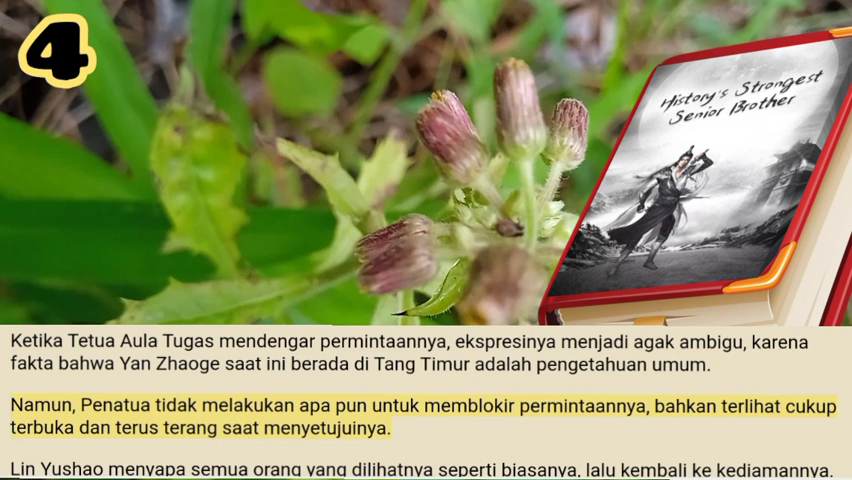 4
History's Strongest
Senior Brother
Ketika Tetua Aula Tugas mendengar permintaannya, ekspresinya menjadi agak ambigu, karena
fakta bahwa Yan Zhaoge saat ini berada di Tang Timur adalah pengetahuan umum.
Namun, Penatua tidak melakukan apa pun untuk memblokir permintaannya, bahkan terlihat cukup
terbuka dan terus terang saat menyetujuinya.
Lin Yushao menyapa semua orang yang dilihatnya seperti biasanya, lalu kembali ke kediamannya.